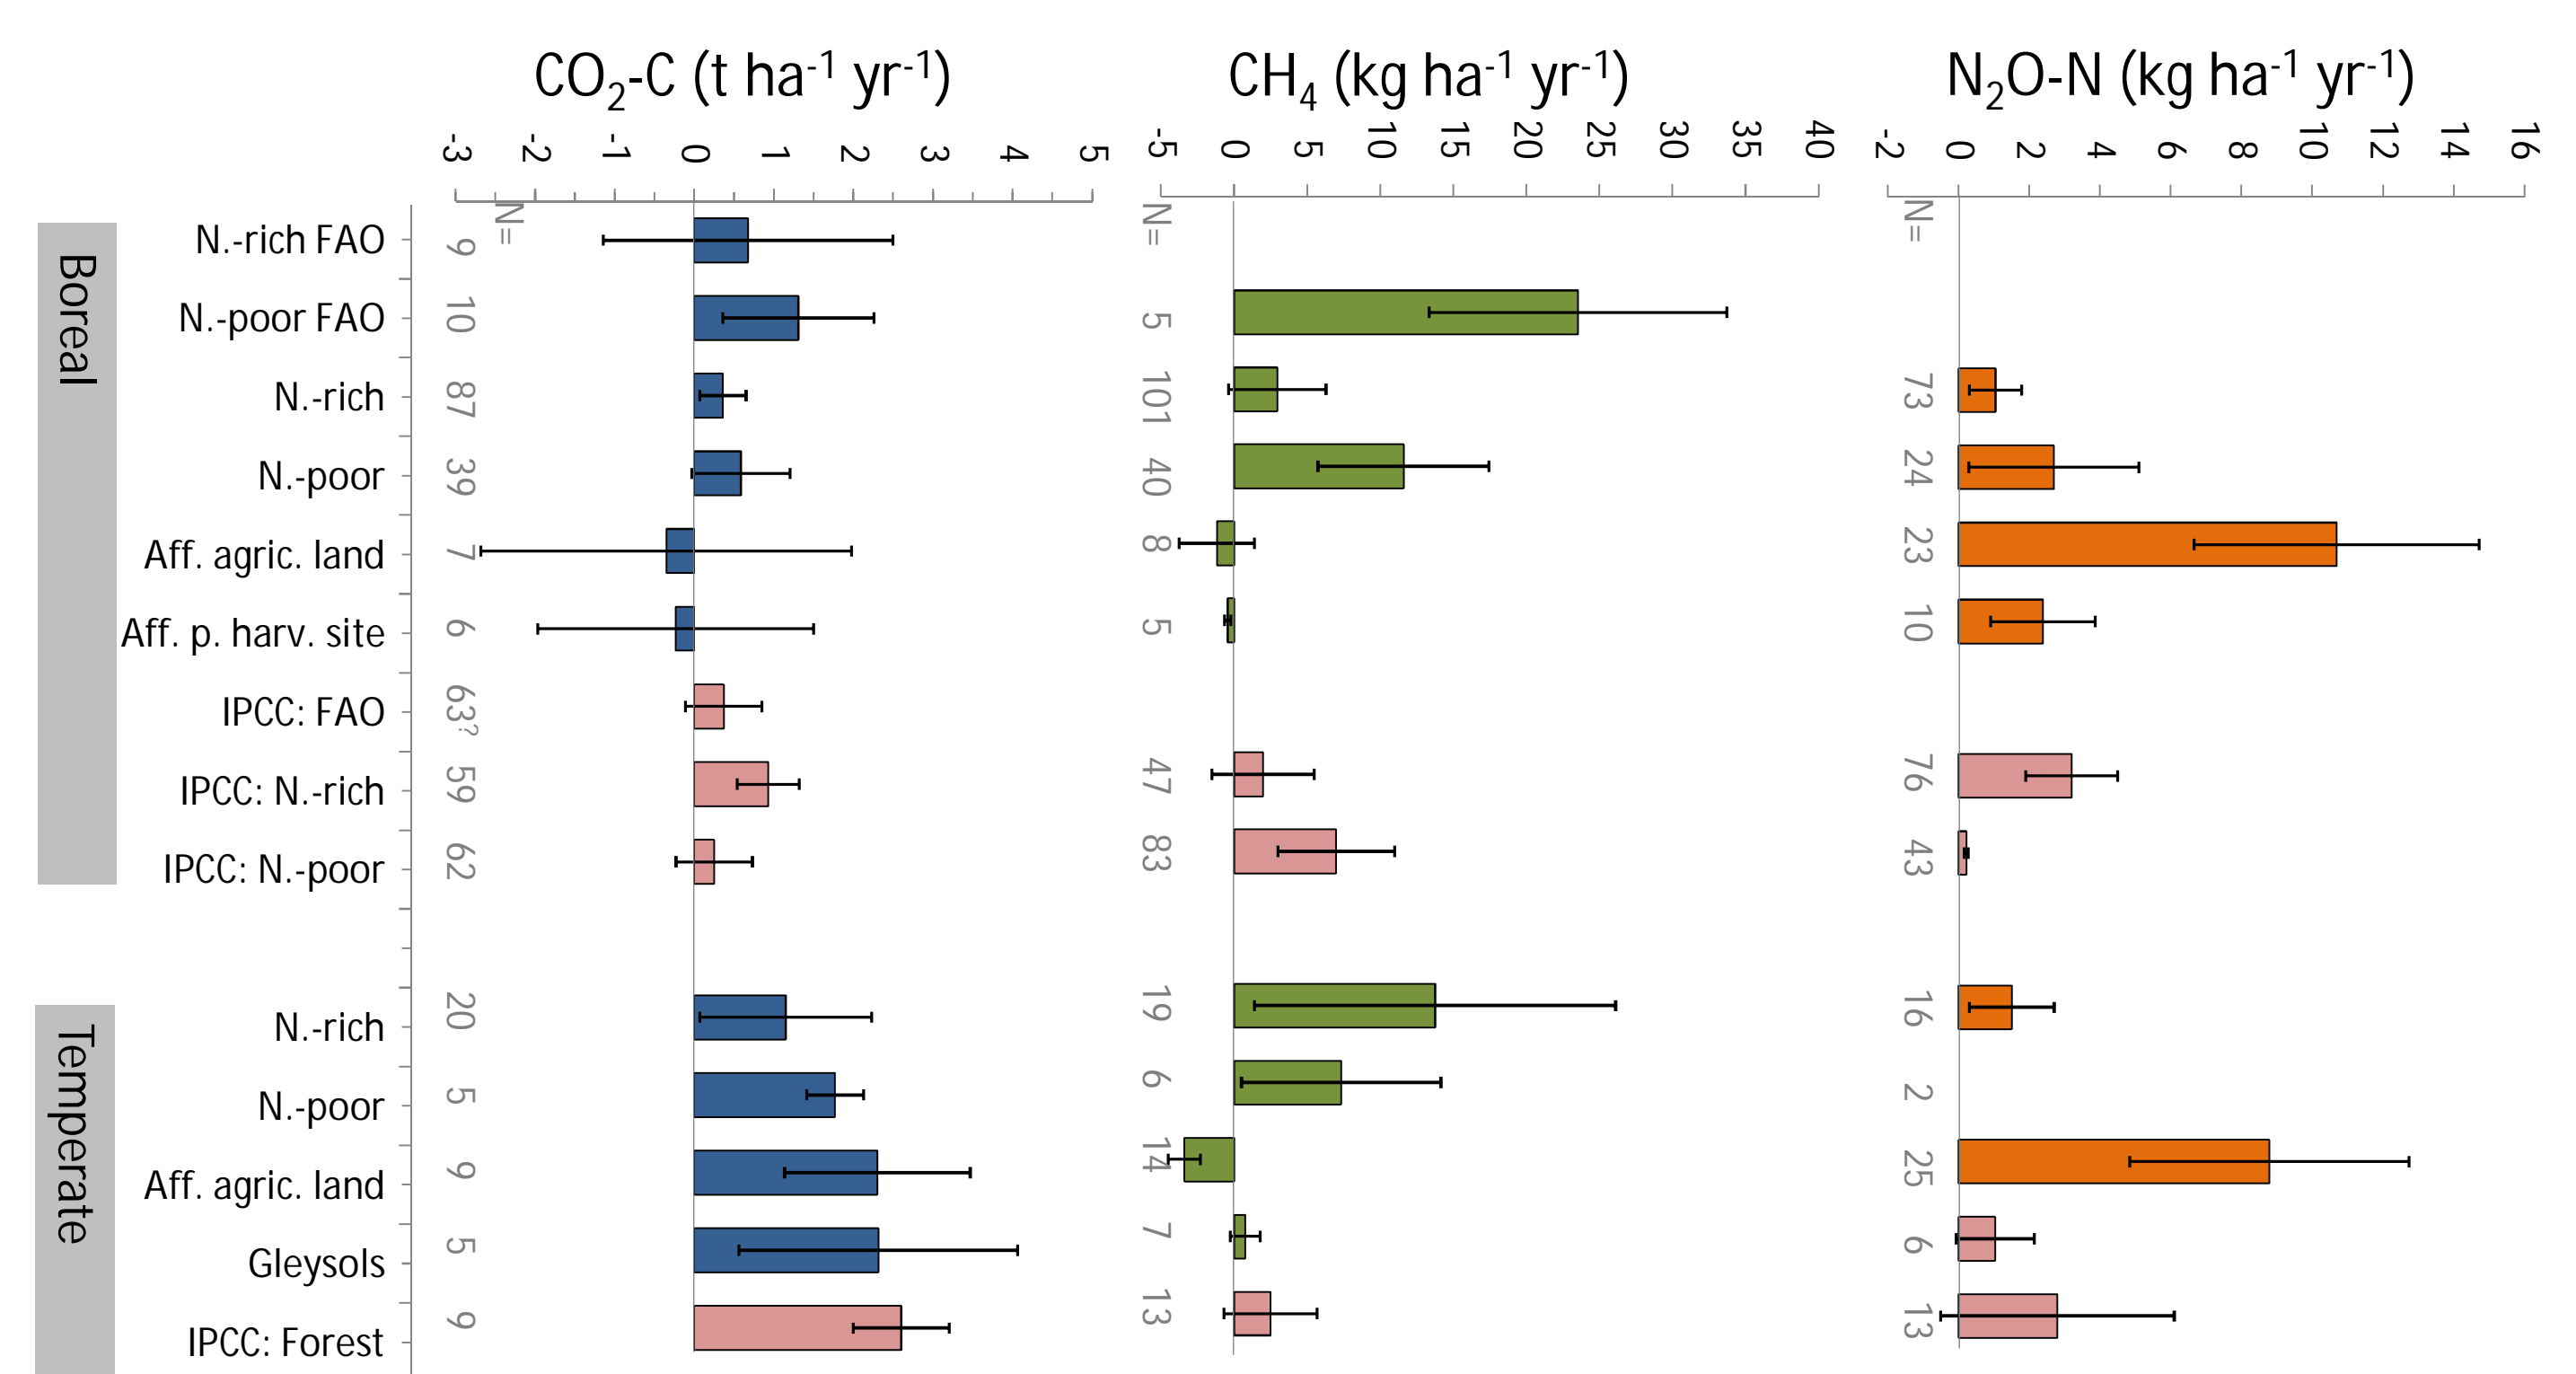 CO₂-C (t ha⁻¹ yr⁻¹)
CH₄ (kg ha⁻¹ yr⁻¹)
N₂O-N (kg ha⁻¹ yr⁻¹)
-3 -2 -1 0 1 2 3 4 5
-5 0 5 10 15 20 25 30 35 40
-2 0 2 4 6 8 10 12 14 16
N= N= N=
Boreal
N.-rich FAO 9
N.-poor FAO 10 5
N.-rich 87 101 73
N.-poor 39 40 24
Aff. agric. land 7 8 23
Aff. p. harv. site 6 5 10
IPCC: FAO 63?
IPCC: N.-rich 59 47 76
IPCC: N.-poor 62 83 43
Temperate
N.-rich 20 19 16
N.-poor 5 6 2
Aff. agric. land 9 14 25
Gleysols 5 7 6
IPCC: Forest 9 13 13